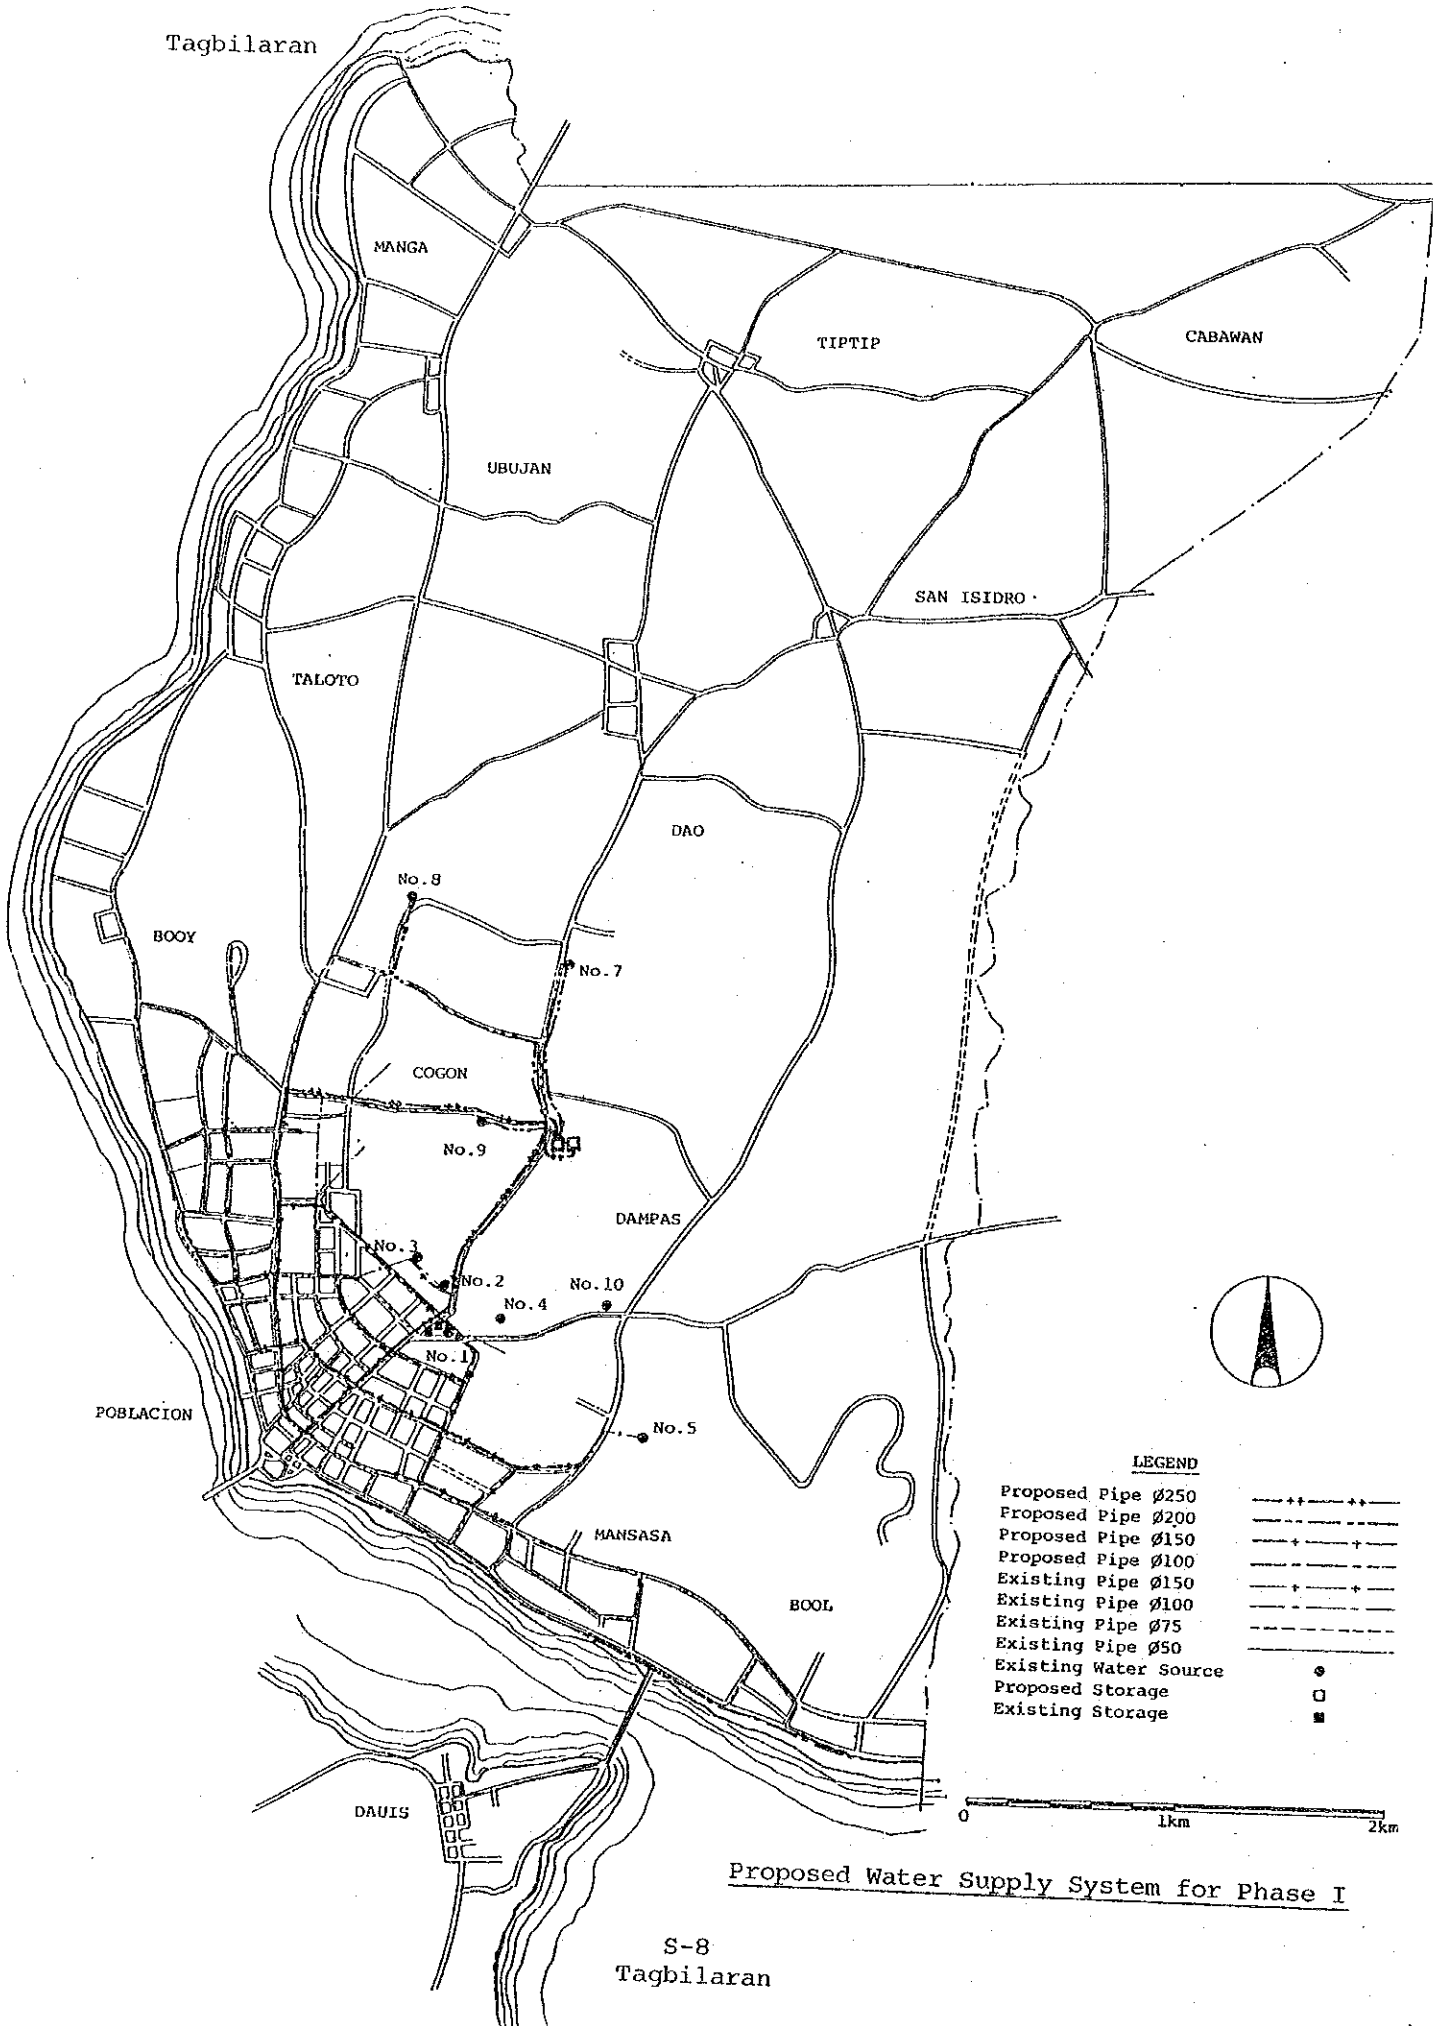 Tagbilaran
MANGA
TIPTIP
CABAWAN
UBUJAN
SAN ISIDRO
TALOTO
DAO
No.8
BOOY
No.7
COGON
No.9
DAMPAS
No.3
No.2
No.10
No.4
No.1
POBLACION
No.5
MANSASA
BOOL
DAUIS
LEGEND
Proposed Pipe Ø250
Proposed Pipe Ø200
Proposed Pipe Ø150
Proposed Pipe Ø100
Existing Pipe Ø150
Existing Pipe Ø100
Existing Pipe Ø75
Existing Pipe Ø50
Existing Water Source
Proposed Storage
Existing Storage
0 1km 2km
Proposed Water Supply System for Phase I
S-8
Tagbilaran